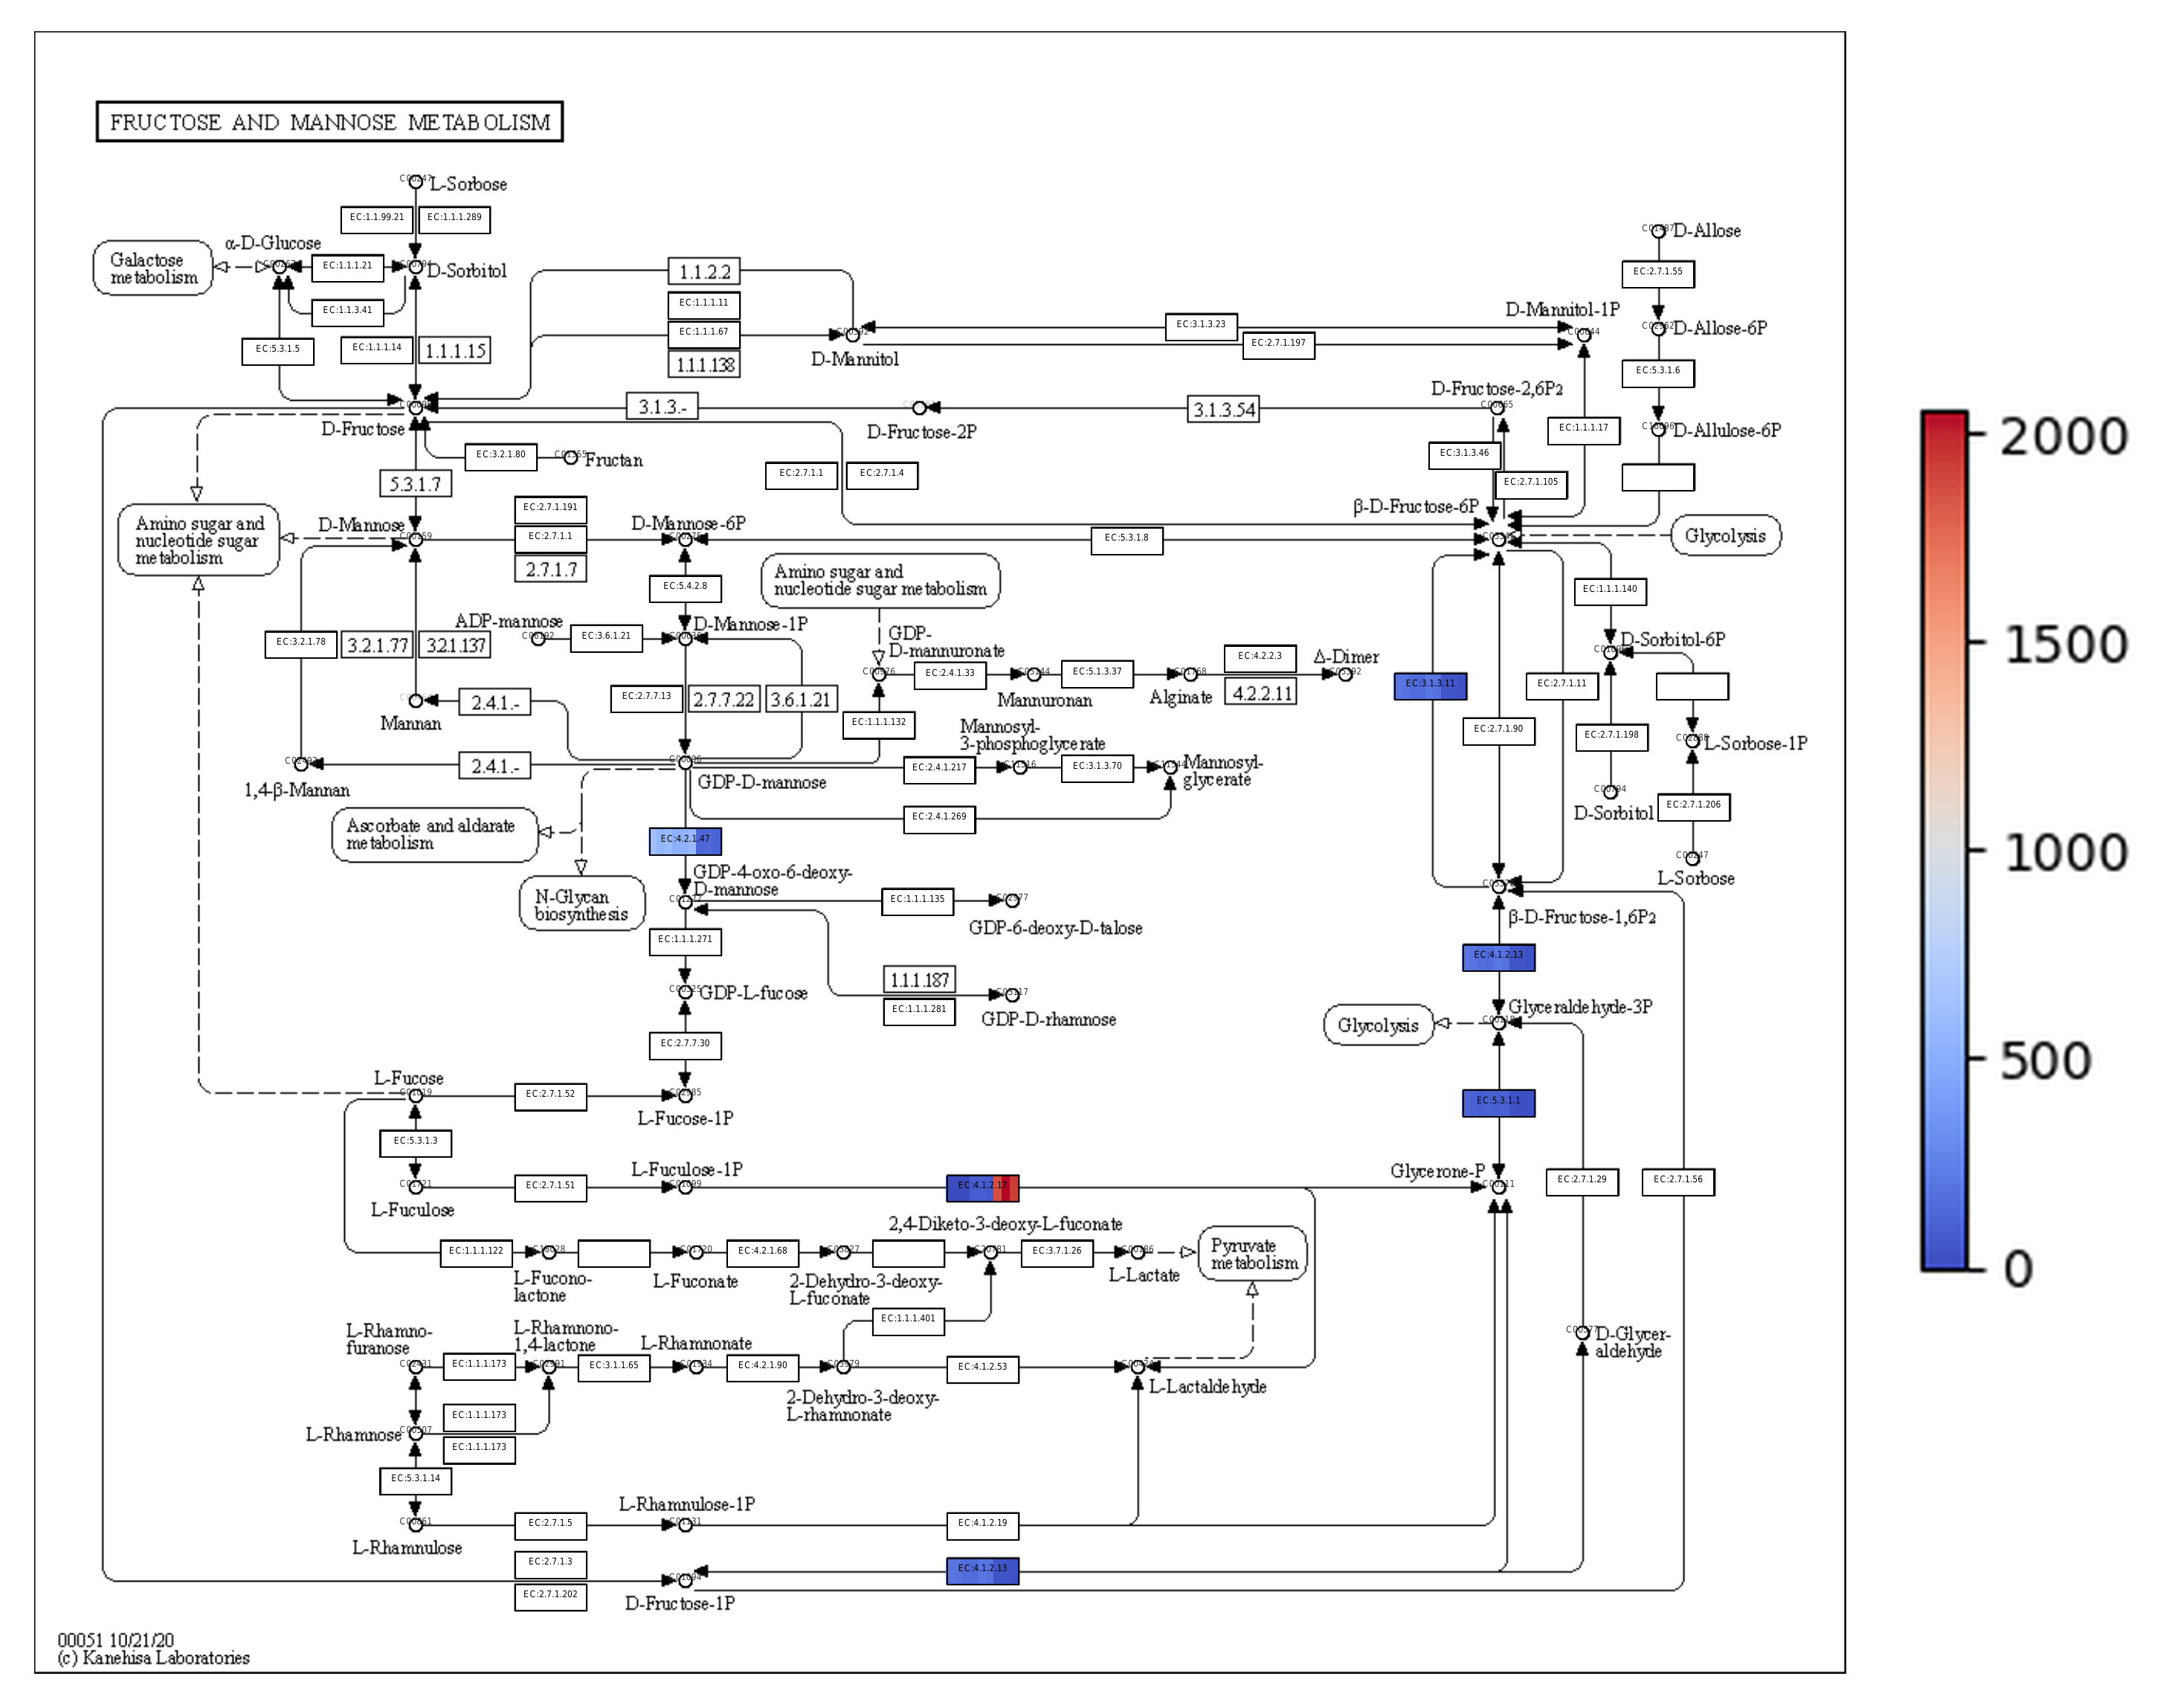 FRUCTOSE AND MANNOSE METABOLISM
L-Sorbose
EC:1.1.99.21
EC:1.1.1.289
α-D-Glucose
Galactose
metabolism
EC:1.1.1.21
D-Sorbitol
EC:1.1.3.41
EC:5.3.1.5
EC:1.1.1.14
1.1.1.15
1.1.2.2
EC:1.1.1.11
EC:1.1.1.67
1.1.1.138
D-Mannitol
EC:3.1.3.23
EC:2.7.1.197
D-Mannitol-1P
D-Allose
EC:2.7.1.55
D-Allose-6P
EC:5.3.1.6
D-Allulose-6P
D-Fructose
3.1.3.-
D-Fructose-2P
3.1.3.54
D-Fructose-2,6P2
EC:1.1.1.17
EC:3.1.3.46
EC:2.7.1.105
EC:3.2.1.80
Fructan
EC:2.7.1.1
EC:2.7.1.4
5.3.1.7
β-D-Fructose-6P
Glycolysis
Amino sugar and
nucleotide sugar
metabolism
D-Mannose
EC:2.7.1.191
EC:2.7.1.1
2.7.1.7
D-Mannose-6P
EC:5.3.1.8
EC:5.4.2.8
Amino sugar and
nucleotide sugar metabolism
EC:1.1.1.140
ADP-mannose
EC:3.6.1.21
D-Mannose-1P
GDP-
D-mannuronate
D-Sorbitol-6P
EC:3.2.1.78
3.2.1.77
3.2.1.137
EC:2.4.1.33
Mannuronan
EC:5.1.3.37
Alginate
EC:4.2.2.3
4.2.2.11
Δ-Dimer
EC:3.1.3.11
EC:2.7.1.11
Mannan
2.4.1.-
EC:2.7.7.13
2.7.7.22
3.6.1.21
EC:1.1.1.132
Mannosyl-
3-phosphoglycerate
EC:2.7.1.90
EC:2.7.1.198
L-Sorbose-1P
1,4-β-Mannan
2.4.1.-
GDP-D-mannose
EC:2.4.1.217
EC:3.1.3.70
Mannosyl-
glycerate
EC:2.4.1.269
D-Sorbitol
C00794
EC:2.7.1.206
L-Sorbose
Ascorbate and aldarate
metabolism
EC:4.2.1.47
N-Glycan
biosynthesis
GDP-4-oxo-6-deoxy-
D-mannose
EC:1.1.1.135
GDP-6-deoxy-D-talose
β-D-Fructose-1,6P2
EC:1.1.1.271
EC:4.1.2.13
GDP-L-fucose
1.1.1.187
EC:1.1.1.281
GDP-D-rhamnose
Glyceraldehyde-3P
Glycolysis
EC:2.7.7.30
L-Fucose
EC:2.7.1.52
L-Fucose-1P
EC:5.3.1.1
EC:5.3.1.3
L-Fuculose
EC:2.7.1.51
L-Fuculose-1P
EC:4.1.2.17
Glycerone-P
EC:2.7.1.29
EC:2.7.1.56
2,4-Diketo-3-deoxy-L-fuconate
EC:1.1.1.122
L-Fucono-
lactone
L-Fuconate
EC:4.2.1.68
2-Dehydro-3-deoxy-
L-fuconate
EC:3.7.1.26
L-Lactate
Pyruvate
metabolism
EC:1.1.1.401
L-Rhamno-
furanose
L-Rhamnono-
1,4-lactone
L-Rhamnonate
D-Glycer-
aldehyde
EC:1.1.1.173
EC:3.1.1.65
EC:4.2.1.90
2-Dehydro-3-deoxy-
L-rhamnonate
EC:4.1.2.53
L-Lactaldehyde
EC:1.1.1.173
L-Rhamnose
EC:1.1.1.173
EC:5.3.1.14
L-Rhamnulose
EC:2.7.1.5
L-Rhamnulose-1P
EC:4.1.2.19
EC:2.7.1.3
EC:2.7.1.202
D-Fructose-1P
EC:4.1.2.13
00051 10/21/20
(c) Kanehisa Laboratories
2000
1500
1000
500
0